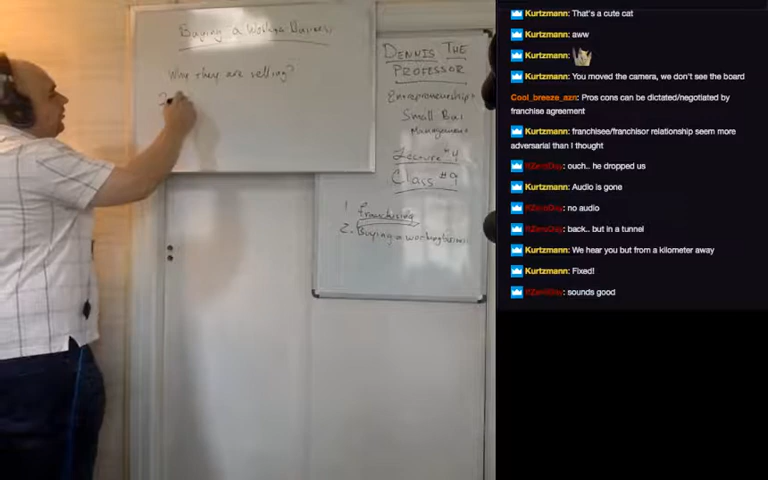 Buying a Working Business
Why they are selling?
2
DENNIS THE
PROFESSOR
Entrepreneurship +
Small Bus
Management
Lecture #4
Class #9
1. Franchising
2. Buying a working business
Kurtzmann: That's a cute cat
Kurtzmann: aww
Kurtzmann:
Kurtzmann: You moved the camera, we don't see the board
Cool_breeze_azn: Pros cons can be dictated/negotiated by
franchise agreement
Kurtzmann: franchisee/franchisor relationship seem more
adversarial than I thought
: ouch.. he dropped us
Kurtzmann: Audio is gone
: no audio
: back.. but in a tunnel
Kurtzmann: We hear you but from a kilometer away
Kurtzmann: Fixed!
: sounds good